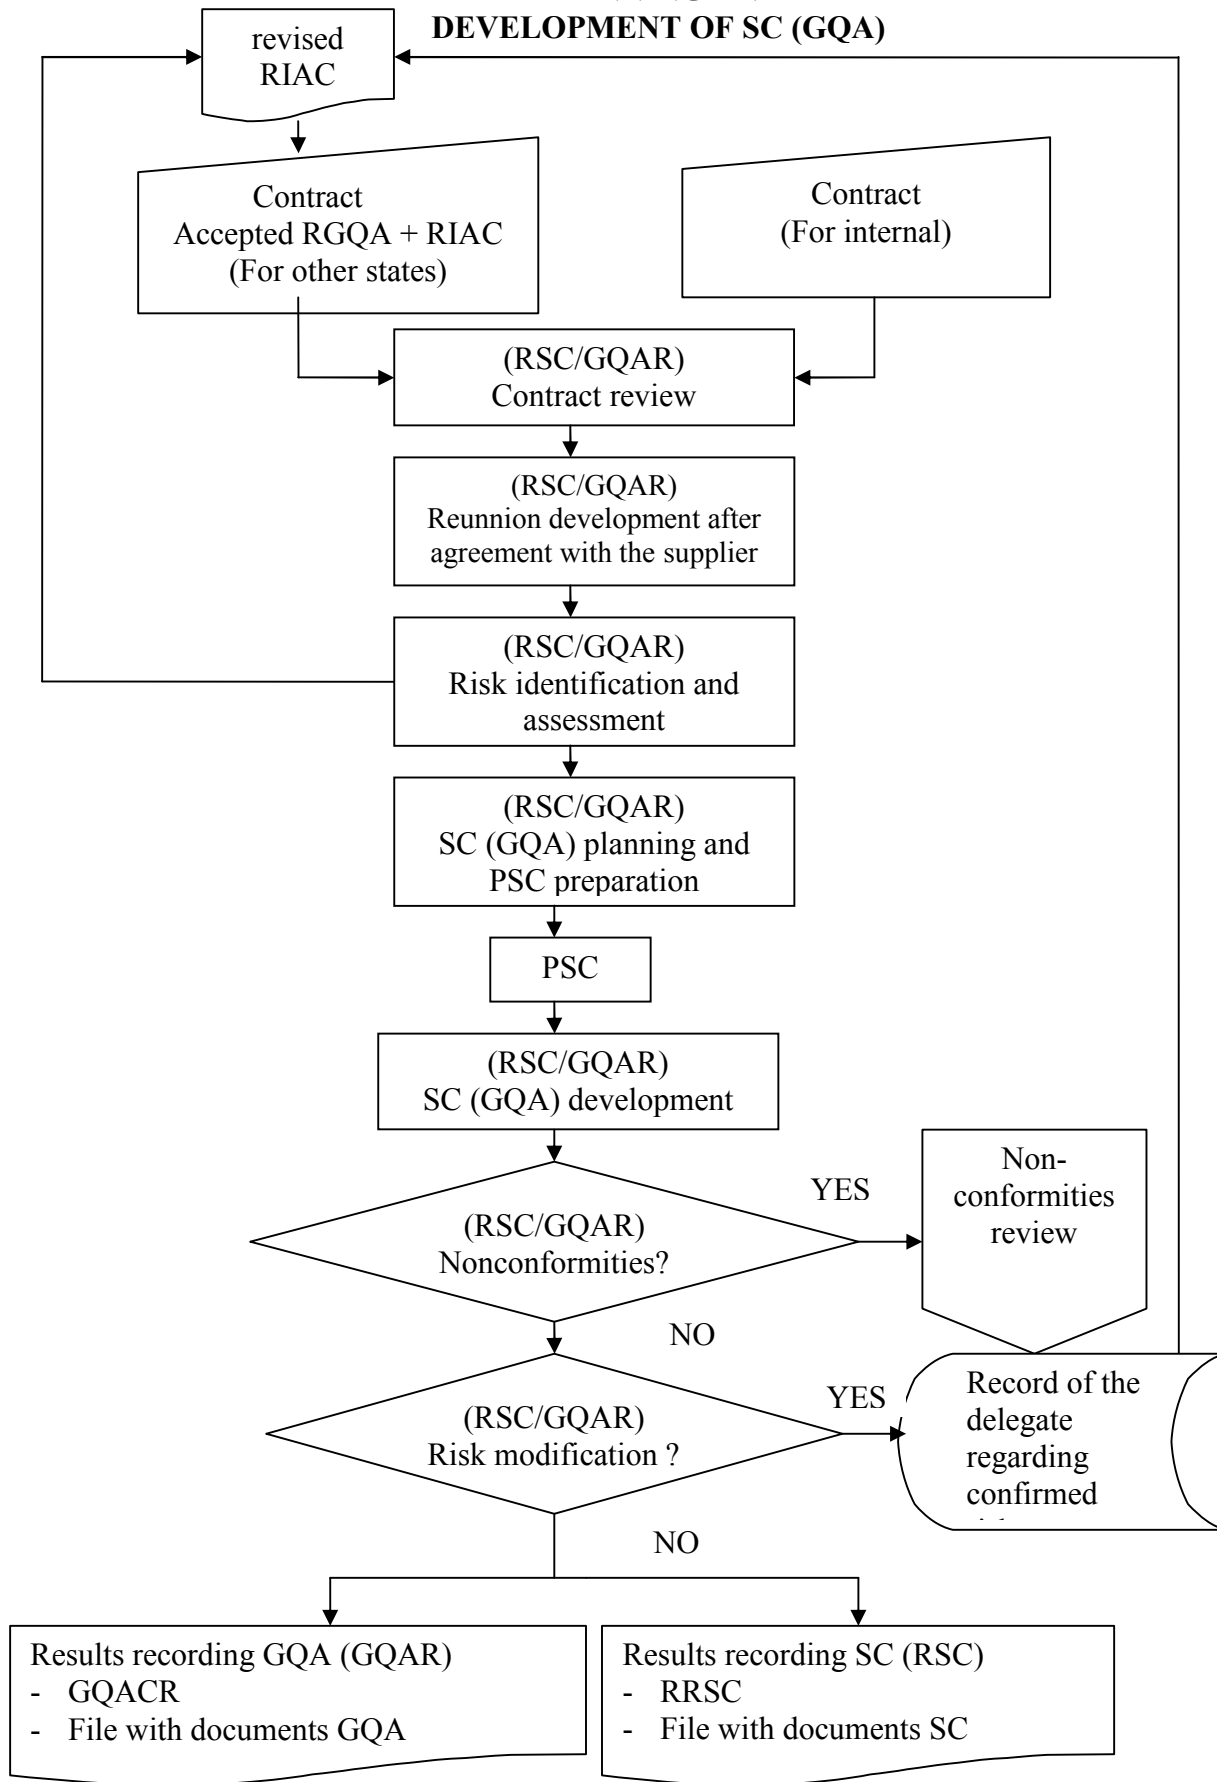 DEVELOPMENT OF SC (GQA)
revised
RIAC
Contract
Accepted RGQA + RIAC
(For other states)
Contract
(For internal)
(RSC/GQAR)
Contract review
(RSC/GQAR)
Reunnion development after
agreement with the supplier
(RSC/GQAR)
Risk identification and
assessment
(RSC/GQAR)
SC (GQA) planning and
PSC preparation
PSC
(RSC/GQAR)
SC (GQA) development
(RSC/GQAR)
Nonconformities?
YES
Non-
conformities
review
NO
(RSC/GQAR)
Risk modification ?
YES
Record of the
delegate
regarding
confirmed
NO
Results recording GQA (GQAR)
- GQACR
- File with documents GQA
Results recording SC (RSC)
- RRSC
- File with documents SC